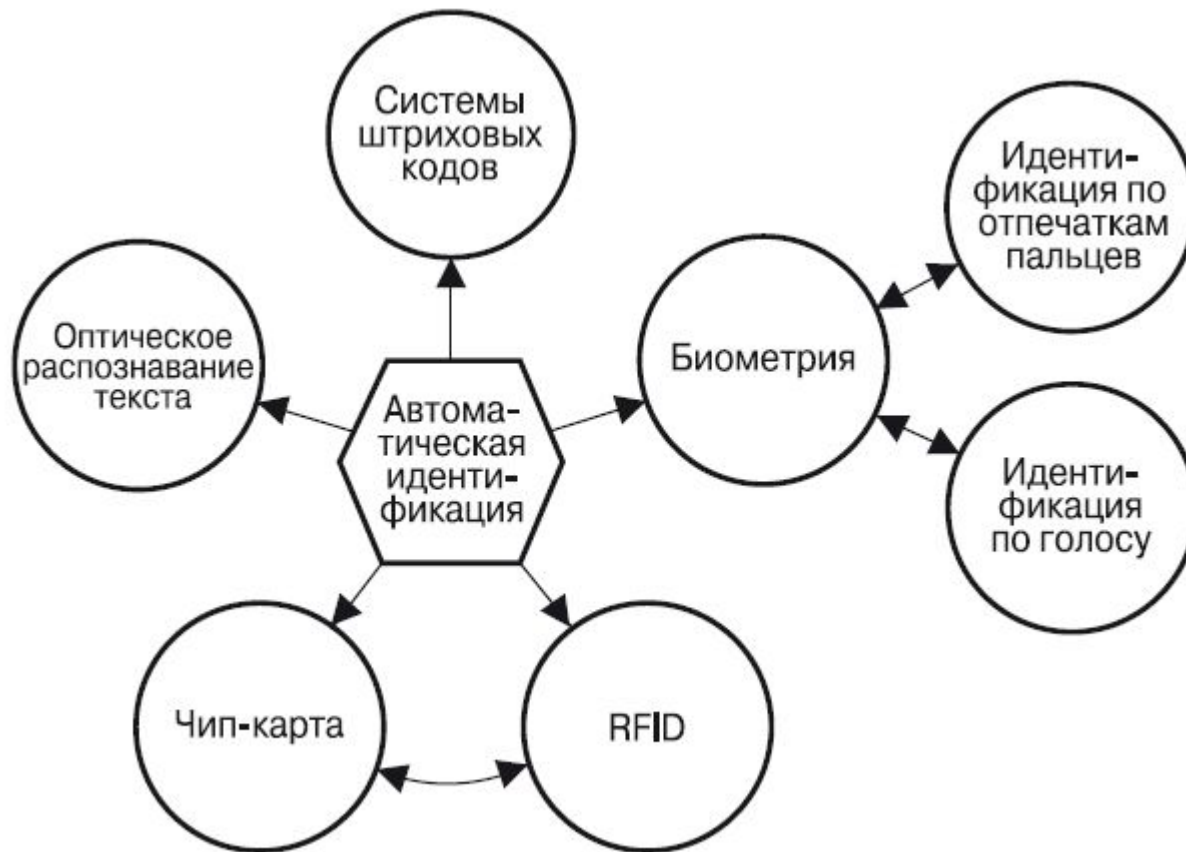 Системы
штриховых
кодов
Иденти-
фикация по
отпечаткам
пальцев
Оптическое
распознавание
текста
Биометрия
Автома-
тическая
иденти-
фикация
Иденти-
фикация
по голосу
Чип-карта
RFID